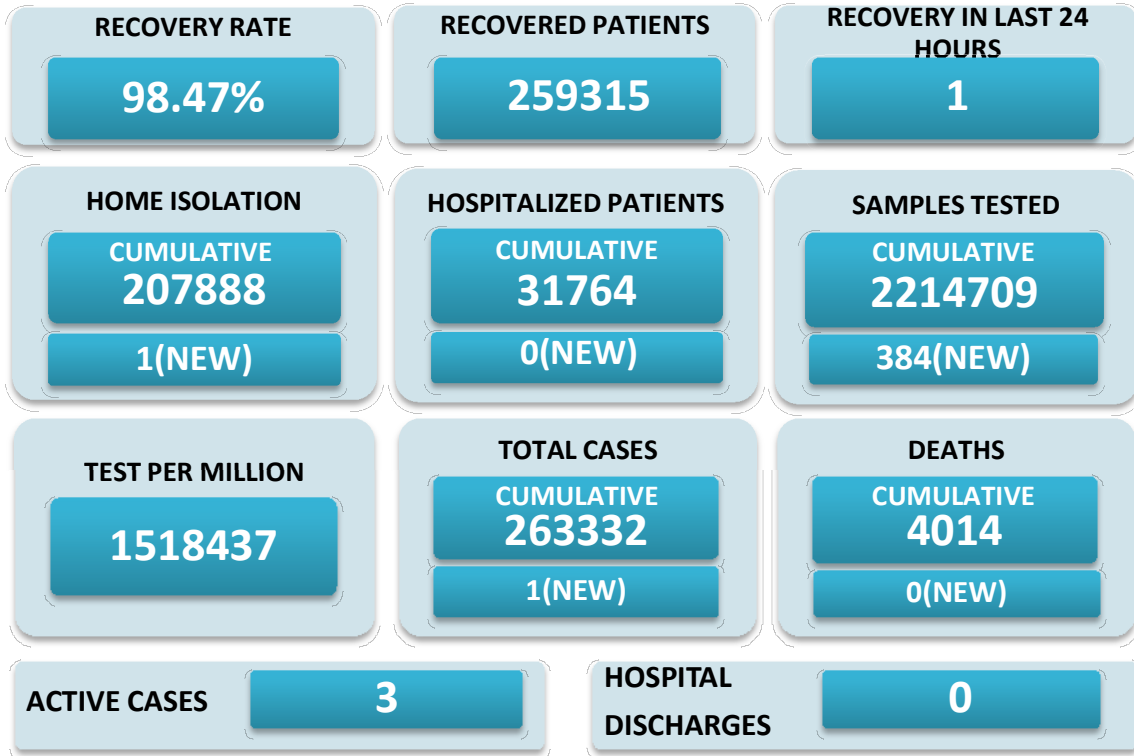 RECOVERY RATE
98.47%
RECOVERED PATIENTS
259315
RECOVERY IN LAST 24
HOURS
1
HOME ISOLATION
CUMULATIVE
207888
1(NEW)
HOSPITALIZED PATIENTS
CUMULATIVE
31764
0(NEW)
SAMPLES TESTED
CUMULATIVE
2214709
384(NEW)
TEST PER MILLION
1518437
TOTAL CASES
CUMULATIVE
263332
1(NEW)
DEATHS
CUMULATIVE
4014
0(NEW)
ACTIVE CASES
3
HOSPITAL
DISCHARGES
0